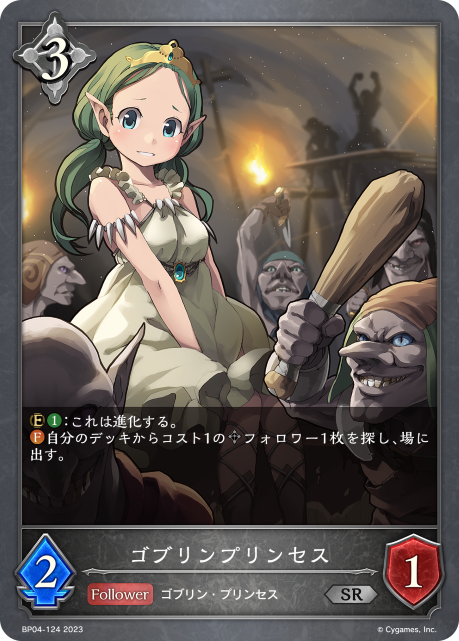 3
E 1:これは進化する。
F 自分のデッキからコスト1のフォロワー1枚を探し、場に
出す。
ゴブリンプリンセス
2
Follower ゴブリン・プリンセス SR
1
BP04-124 2023 © Cygames, Inc.